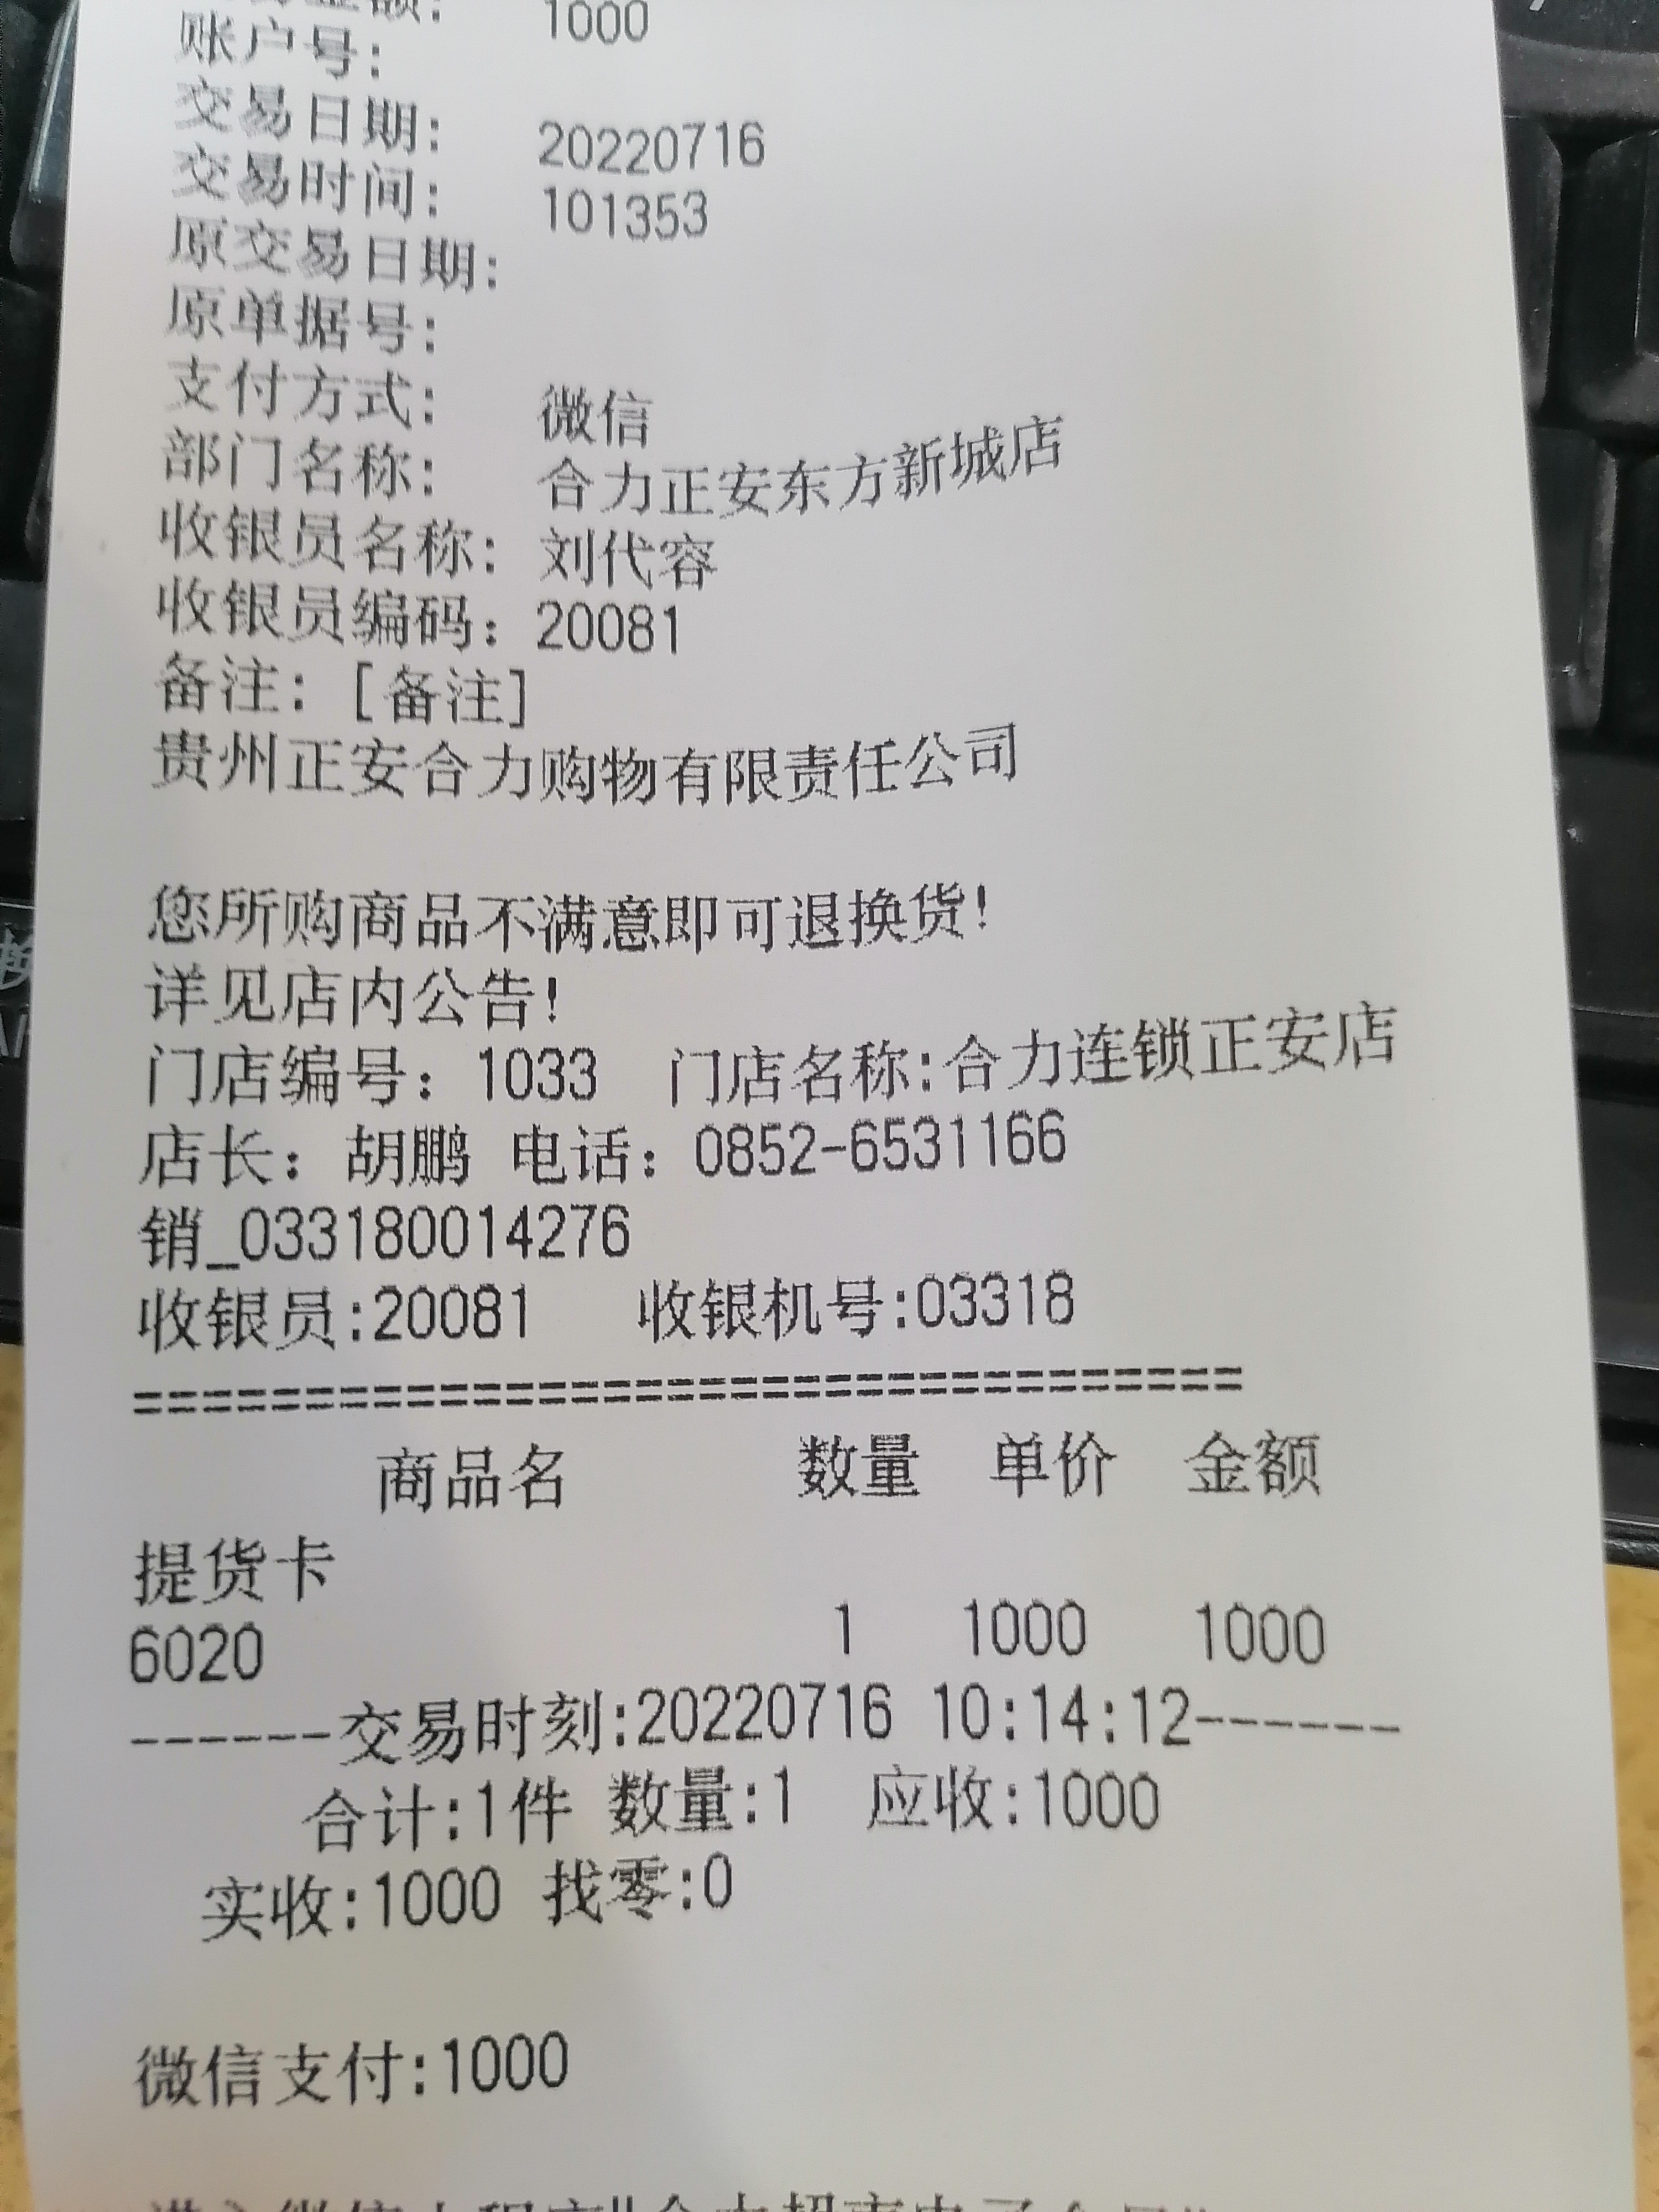 金额: 1000
账户号:
交易日期: 20220716
交易时间: 101353
原交易日期:
原单据号:
支付方式: 微信
部门名称: 合力正安东方新城店
收银员名称: 刘代容
收银员编码: 20081
备注: [备注]
贵州正安合力购物有限责任公司
您所购商品不满意即可退换货!
详见店内公告!
门店编号: 1033 门店名称:合力连锁正安店
店长: 胡鹏 电话: 0852-6531166
销_033180014276
收银员:20081 收银机号:03318
==================================
商品名 数量 单价 金额
提货卡
6020 1 1000 1000
------交易时刻:20220716 10:14:12------
合计:1件 数量:1 应收:1000
实收:1000 找零:0
微信支付:1000